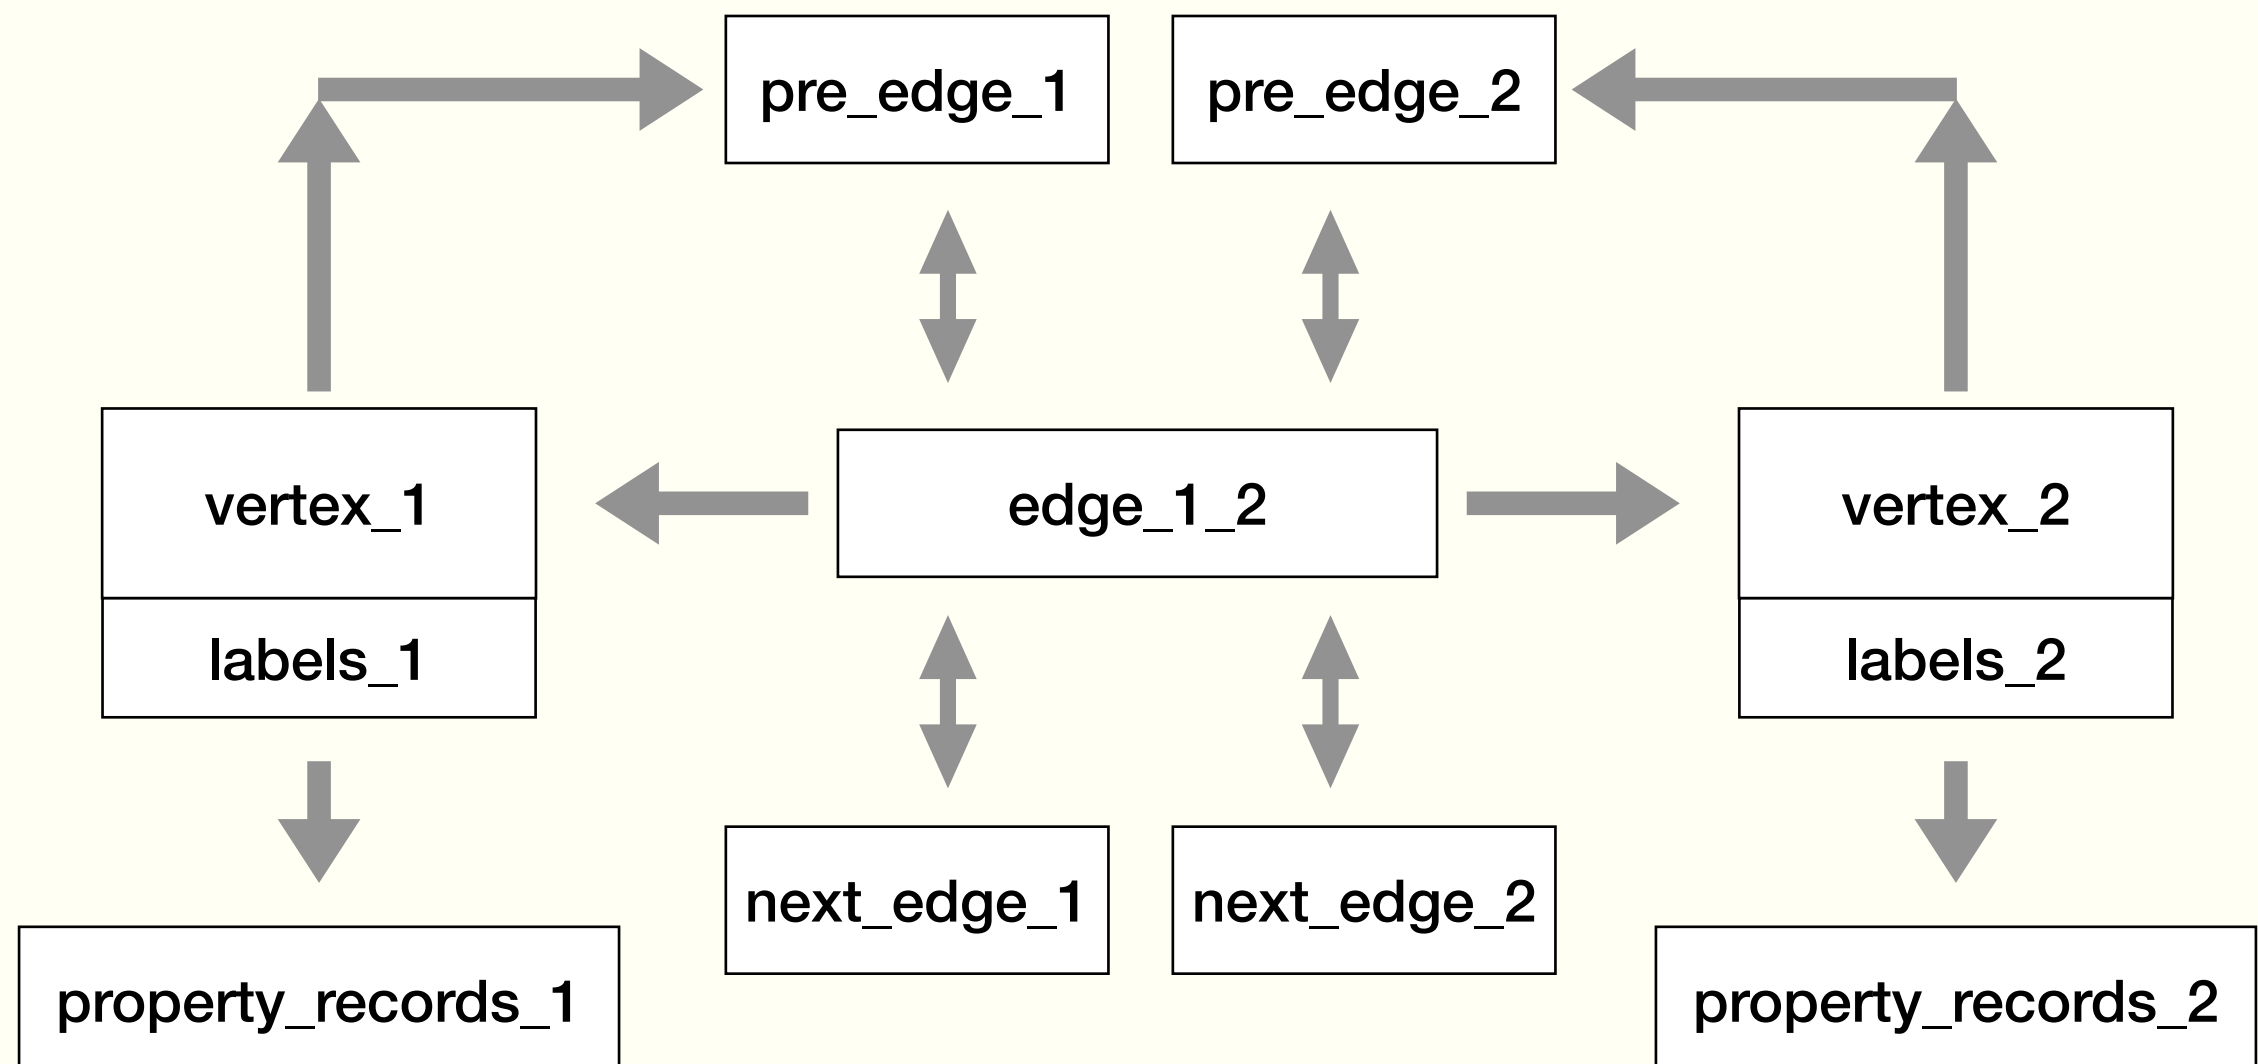 pre_edge_1
pre_edge_2
vertex_1
edge_1_2
vertex_2
labels_1
labels_2
next_edge_1
next_edge_2
property_records_1
property_records_2